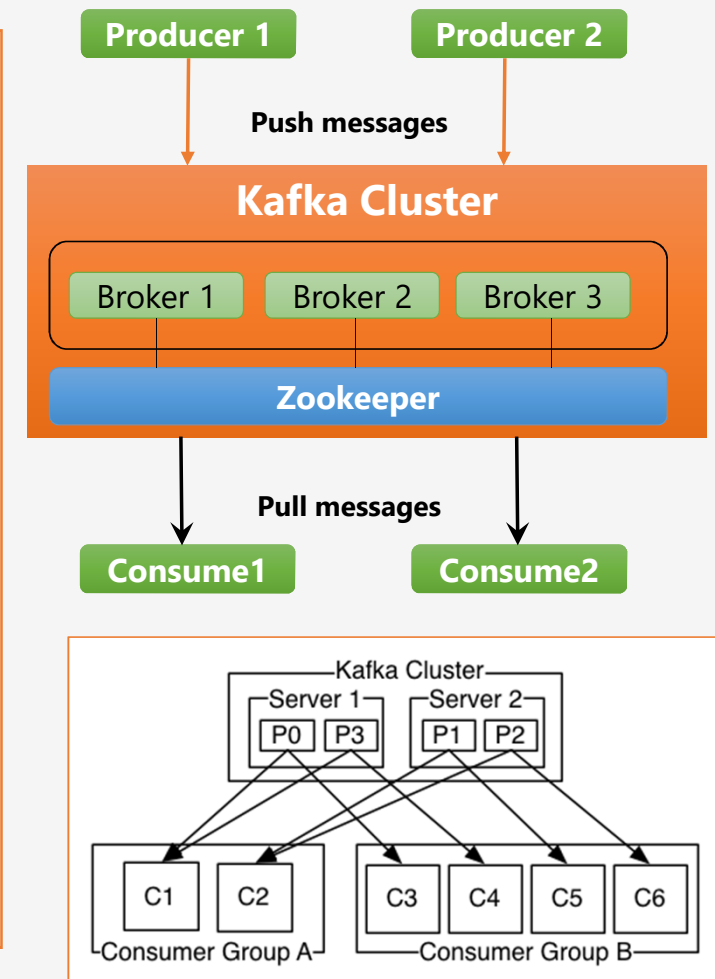 Producer 1 Producer 2
Push messages
Kafka Cluster
Broker 1 Broker 2 Broker 3
Zookeeper
Pull messages
Consume1 Consume2
Kafka Cluster
Server 1 Server 2
P0 P3 P1 P2
C1 C2 C3 C4 C5 C6
Consumer Group A Consumer Group B